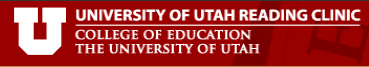 UNIVERSITY OF UTAH READING CLINIC
COLLEGE OF EDUCATION
THE UNIVERSITY OF UTAH